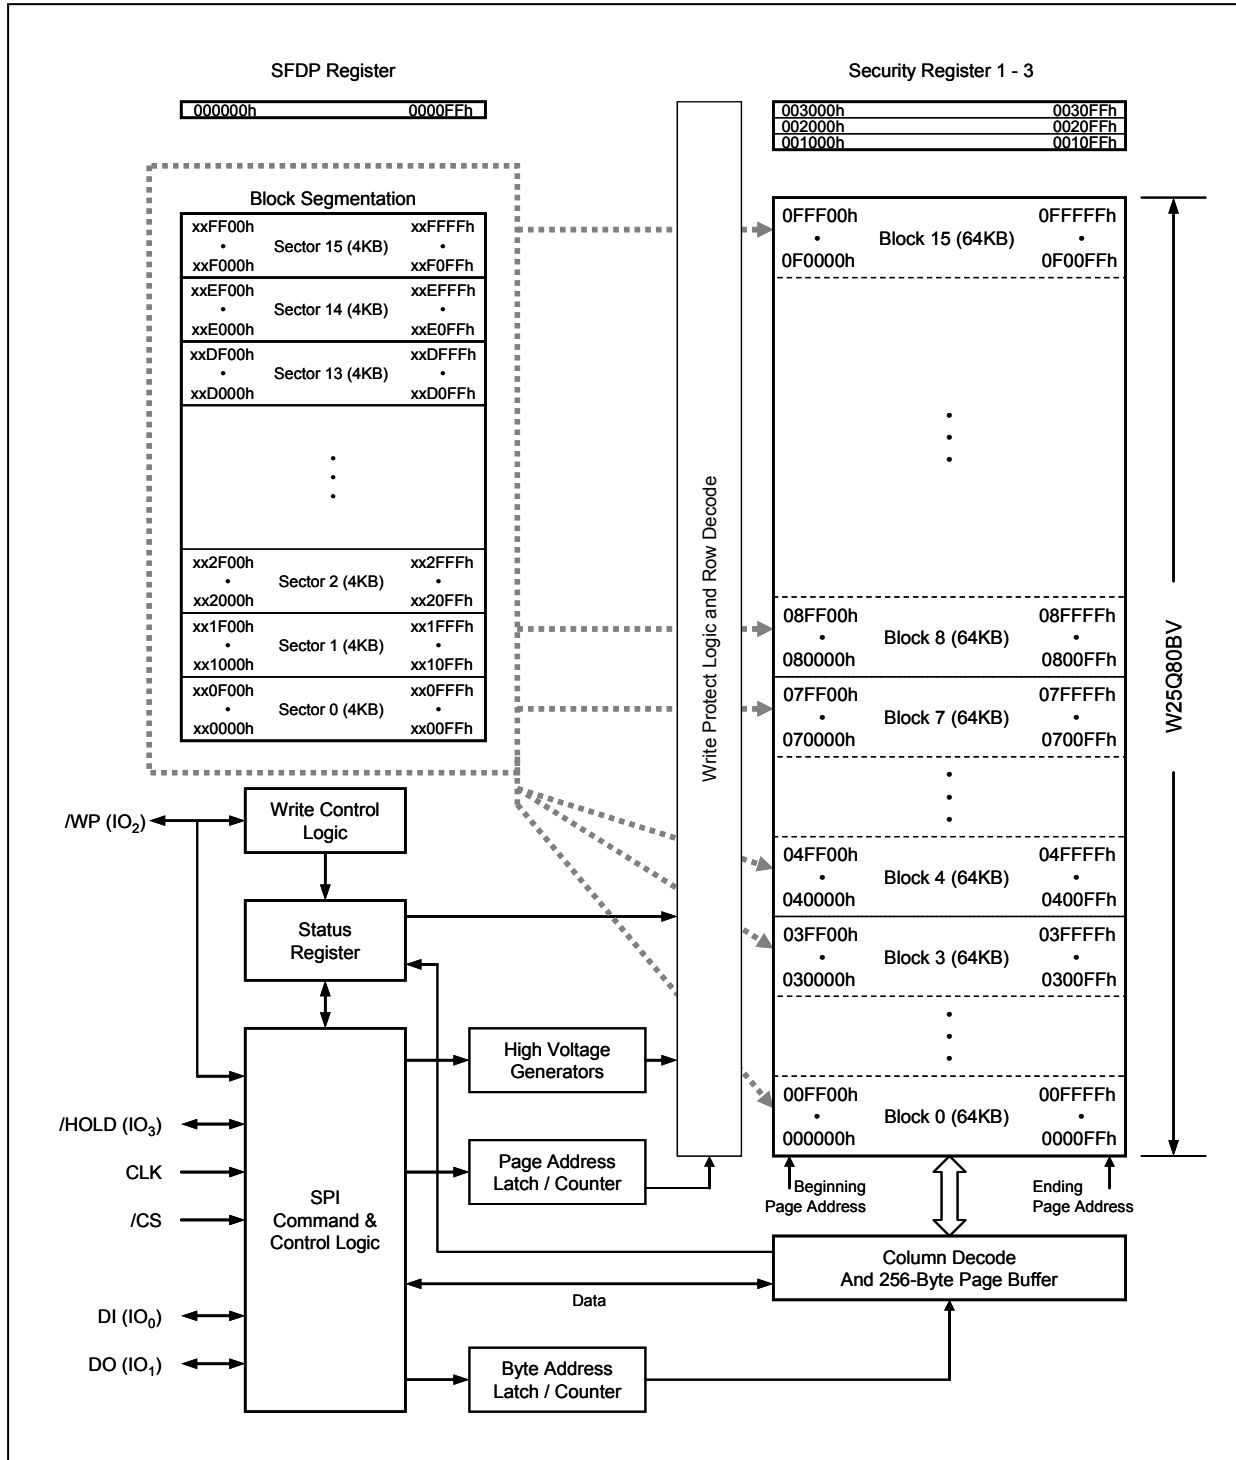 SFDP Register
000000h 0000FFh
Security Register 1 - 3
003000h 0030FFh
002000h 0020FFh
001000h 0010FFh
Block Segmentation
xxFF00h xxFFFFh
• Sector 15 (4KB) •
xxF000h xxF0FFh
xxEF00h xxEFFFh
• Sector 14 (4KB) •
xxE000h xxE0FFh
xxDF00h xxDFFFh
• Sector 13 (4KB) •
xxD000h xxD0FFh
xx2F00h xx2FFFh
• Sector 2 (4KB) •
xx2000h xx20FFh
xx1F00h xx1FFFh
• Sector 1 (4KB) •
xx1000h xx10FFh
xx0F00h xx0FFFh
• Sector 0 (4KB) •
xx0000h xx00FFh
Write Protect Logic and Row Decode
0FFF00h 0FFFFFh
• Block 15 (64KB) •
0F0000h 0F00FFh
08FF00h 08FFFFh
• Block 8 (64KB) •
080000h 0800FFh
07FF00h 07FFFFh
• Block 7 (64KB) •
070000h 0700FFh
04FF00h 04FFFFh
• Block 4 (64KB) •
040000h 0400FFh
03FF00h 03FFFFh
• Block 3 (64KB) •
030000h 0300FFh
00FF00h 00FFFFh
• Block 0 (64KB) •
000000h 0000FFh
W25Q80BV
Beginning
Page Address
Ending
Page Address
/WP (IO2)
Write Control
Logic
Status
Register
High Voltage
Generators
/HOLD (IO3)
CLK
/CS
Page Address
Latch / Counter
SPI
Command &
Control Logic
Column Decode
And 256-Byte Page Buffer
Data
DI (IO0)
DO (IO1)
Byte Address
Latch / Counter